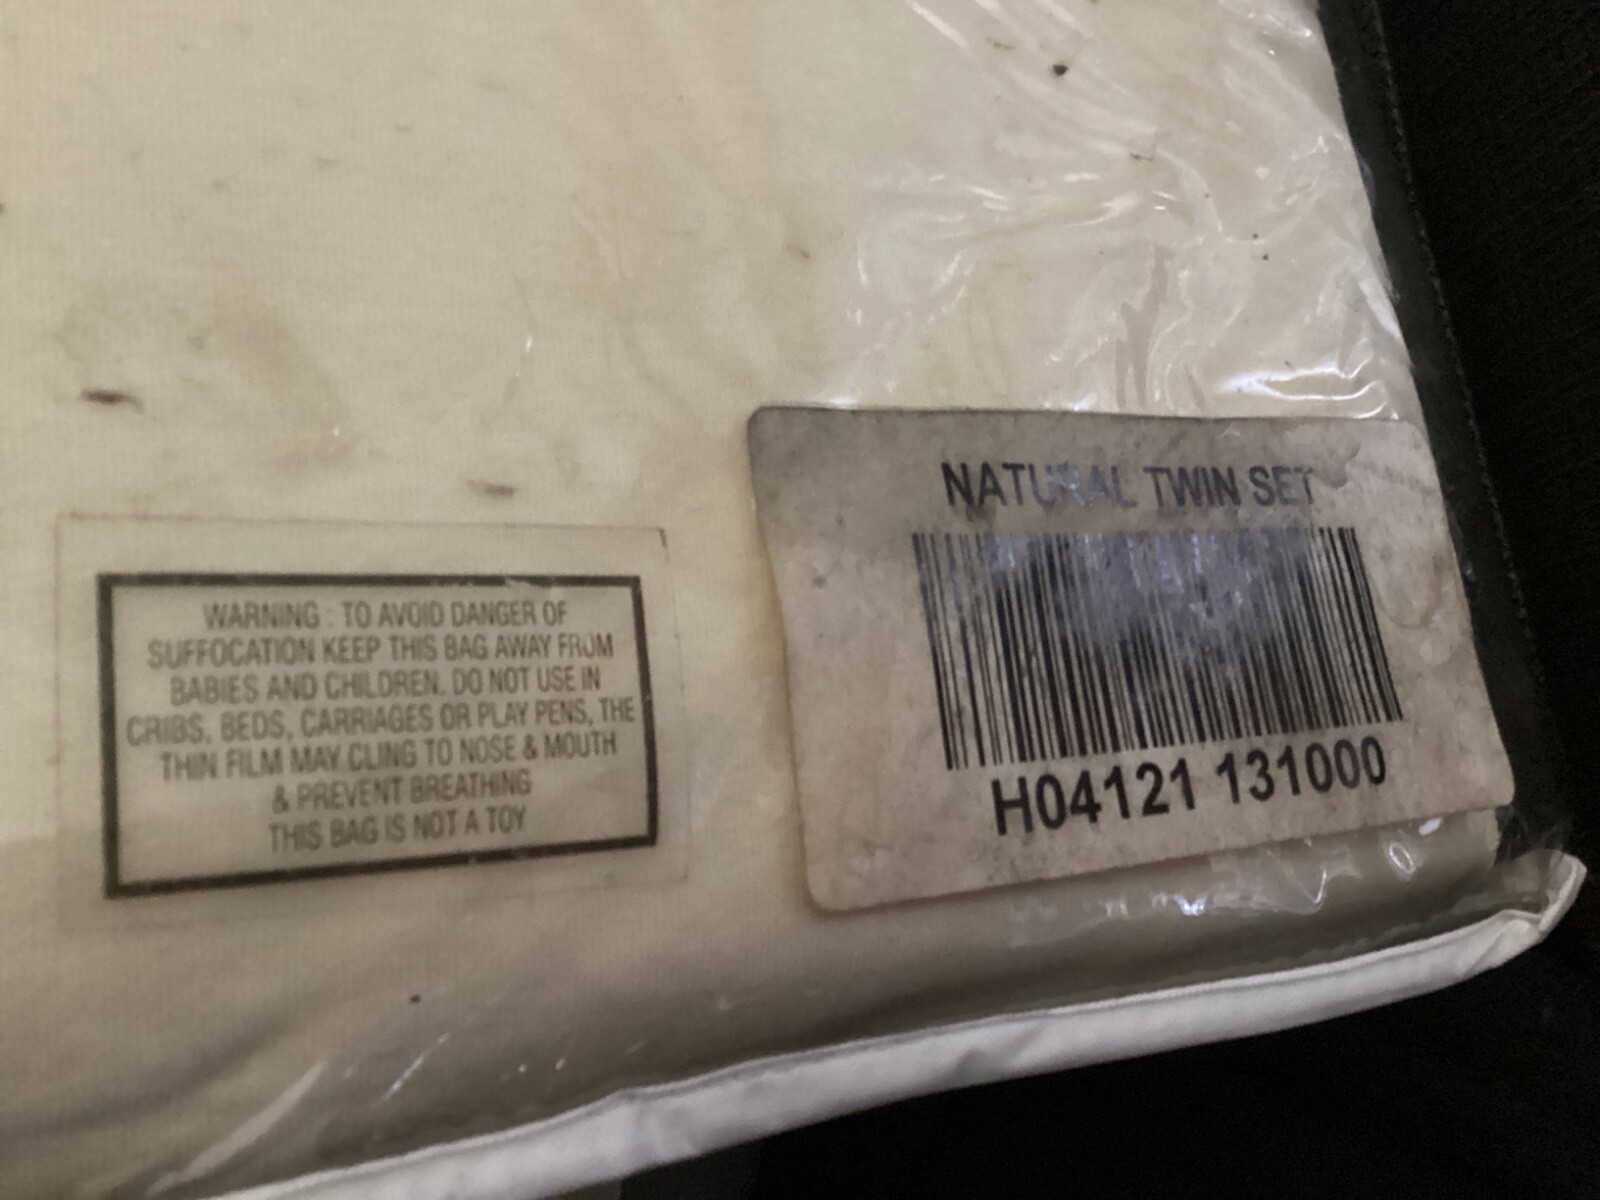 WARNING : TO AVOID DANGER OF
SUFFOCATION KEEP THIS BAG AWAY FROM
BABIES AND CHILDREN. DO NOT USE IN
CRIBS, BEDS, CARRIAGES OR PLAY PENS, THE
THIN FILM MAY CLING TO NOSE & MOUTH
& PREVENT BREATHING
THIS BAG IS NOT A TOY
NATURAL TWIN SET
H04121 131000